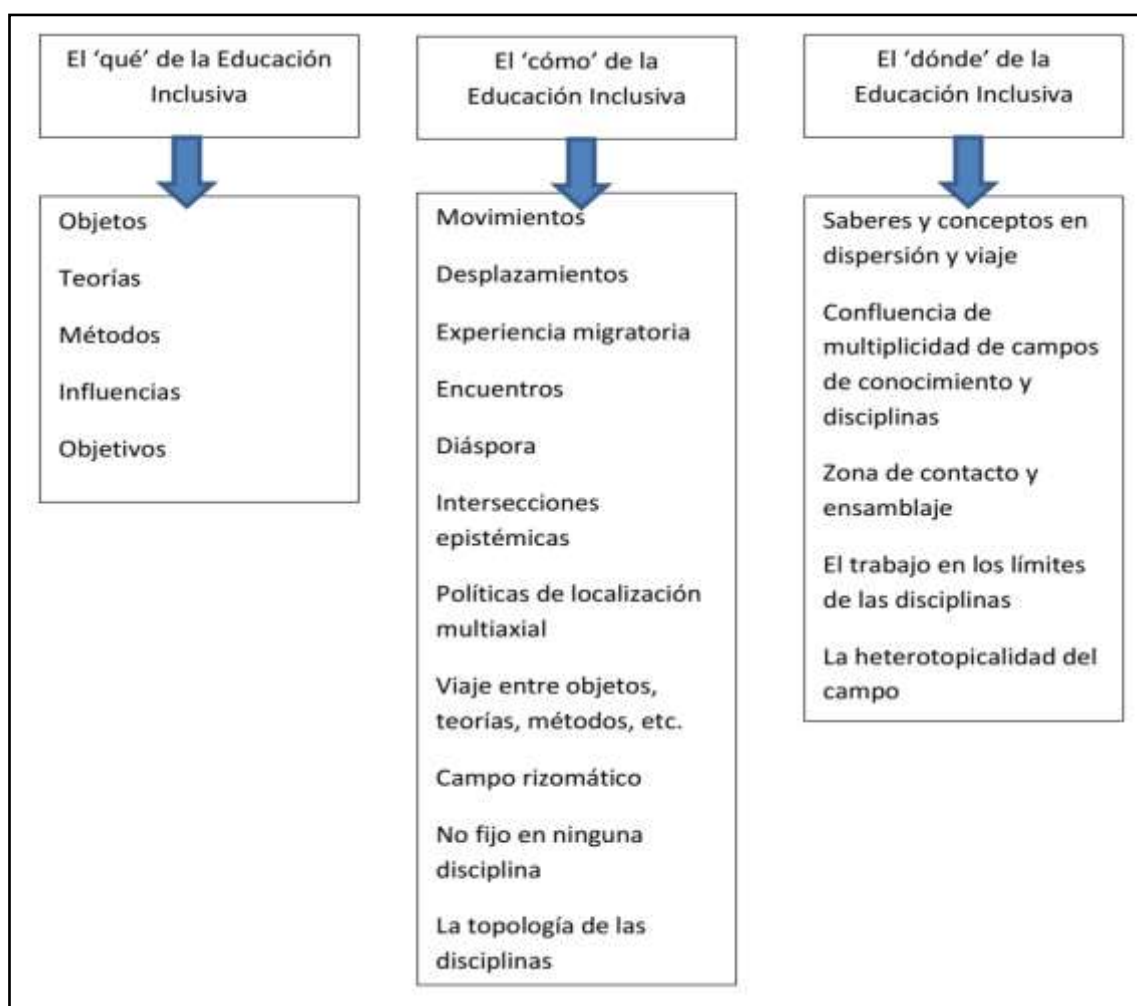 El ‘qué’ de la Educación
Inclusiva
Objetos
Teorías
Métodos
Influencias
Objetivos
El ‘cómo’ de la
Educación Inclusiva
Movimientos
Desplazamientos
Experiencia migratoria
Encuentros
Diáspora
Intersecciones
epistémicas
Políticas de localización
multiaxial
Viaje entre objetos,
teorías, métodos, etc.
Campo rizomático
No fijo en ninguna
disciplina
La topología de las
disciplinas
El ‘dónde’ de la
Educación Inclusiva
Saberes y conceptos en
dispersión y viaje
Confluencia de
multiplicidad de campos
de conocimiento y
disciplinas
Zona de contacto y
ensamblaje
El trabajo en los límites
de las disciplinas
La heterotopicalidad del
campo